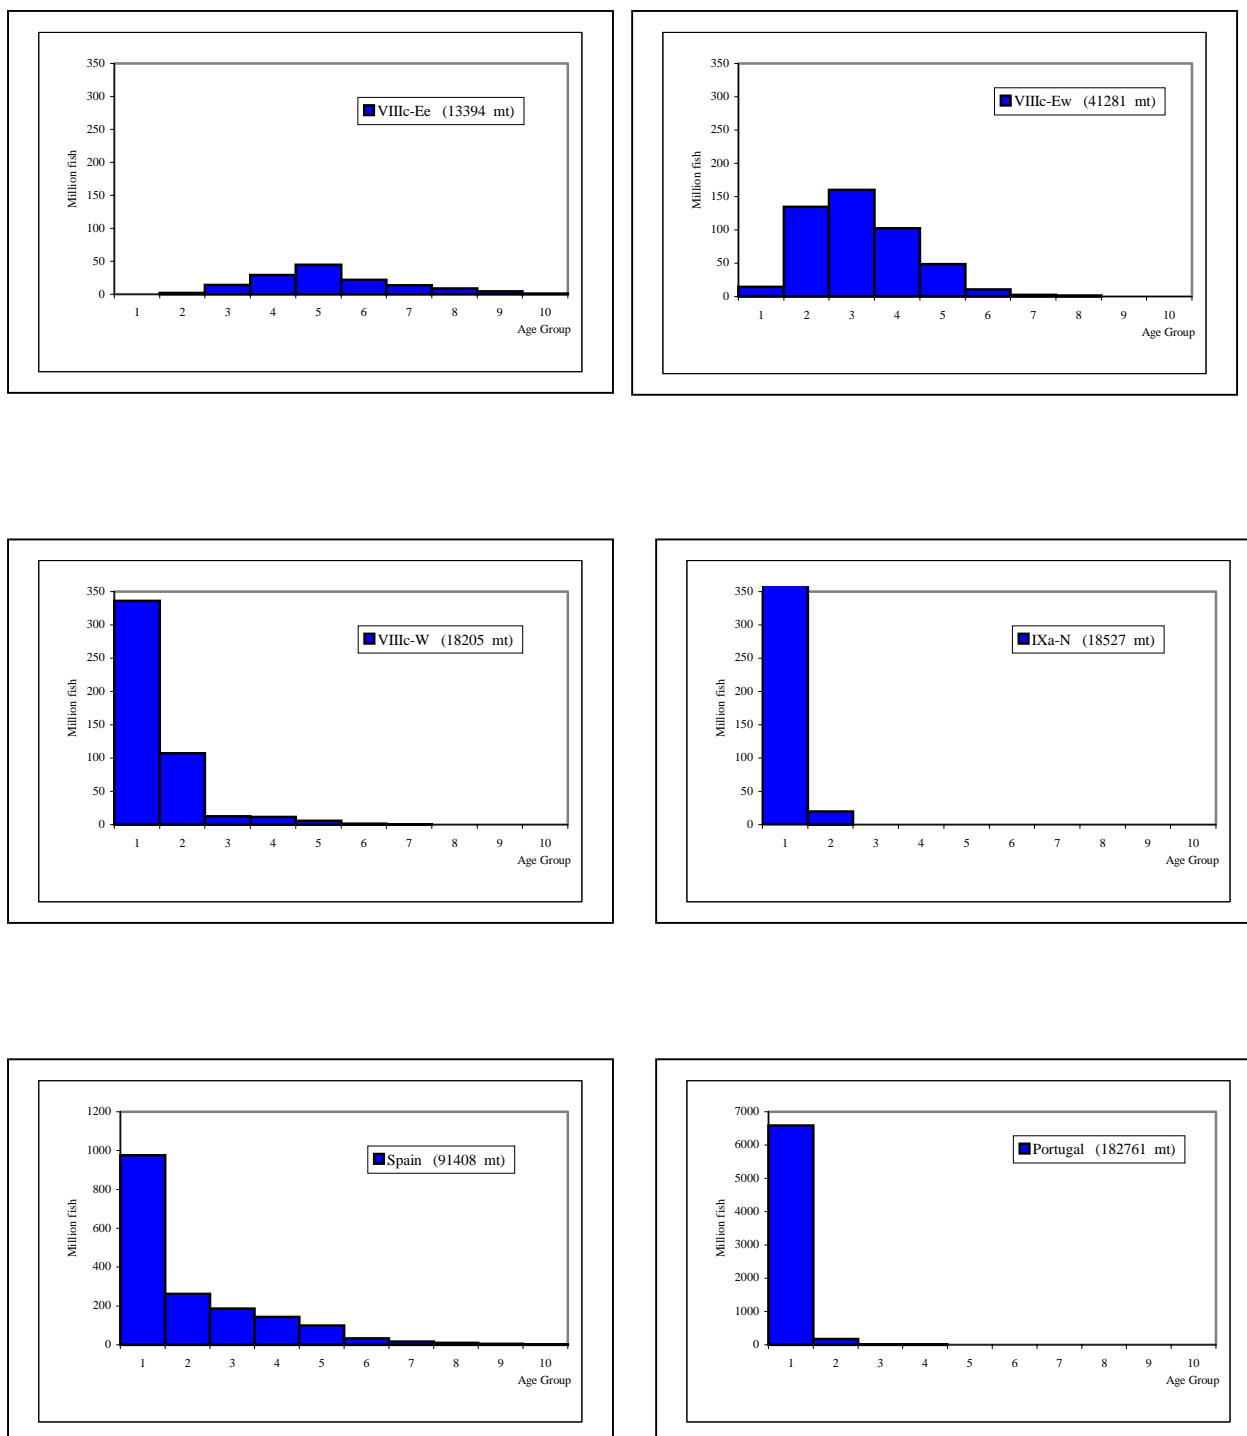 350
300
250
200
150
100
50
0
Million fish
VIIIc-Ee (13394 mt)
1 2 3 4 5 6 7 8 9 10
Age Group
350
300
250
200
150
100
50
0
Million fish
VIIIc-Ew (41281 mt)
1 2 3 4 5 6 7 8 9 10
Age Group
350
300
250
200
150
100
50
0
Million fish
VIIIc-W (18205 mt)
1 2 3 4 5 6 7 8 9 10
Age Group
350
300
250
200
150
100
50
0
Million fish
IXa-N (18527 mt)
1 2 3 4 5 6 7 8 9 10
Age Group
1200
1000
800
600
400
200
0
Million fish
Spain (91408 mt)
1 2 3 4 5 6 7 8 9 10
Age Group
7000
6000
5000
4000
3000
2000
1000
0
Million fish
Portugal (182761 mt)
1 2 3 4 5 6 7 8 9 10
Age Group